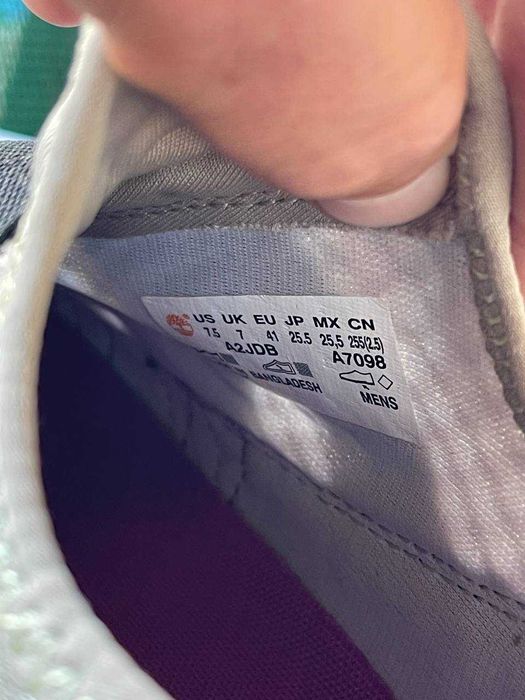 US UK EU JP MX CN
7.5 7 41 25.5 25,5 255(2.5)
A2JDB A7098
BANGLADESH
MENS